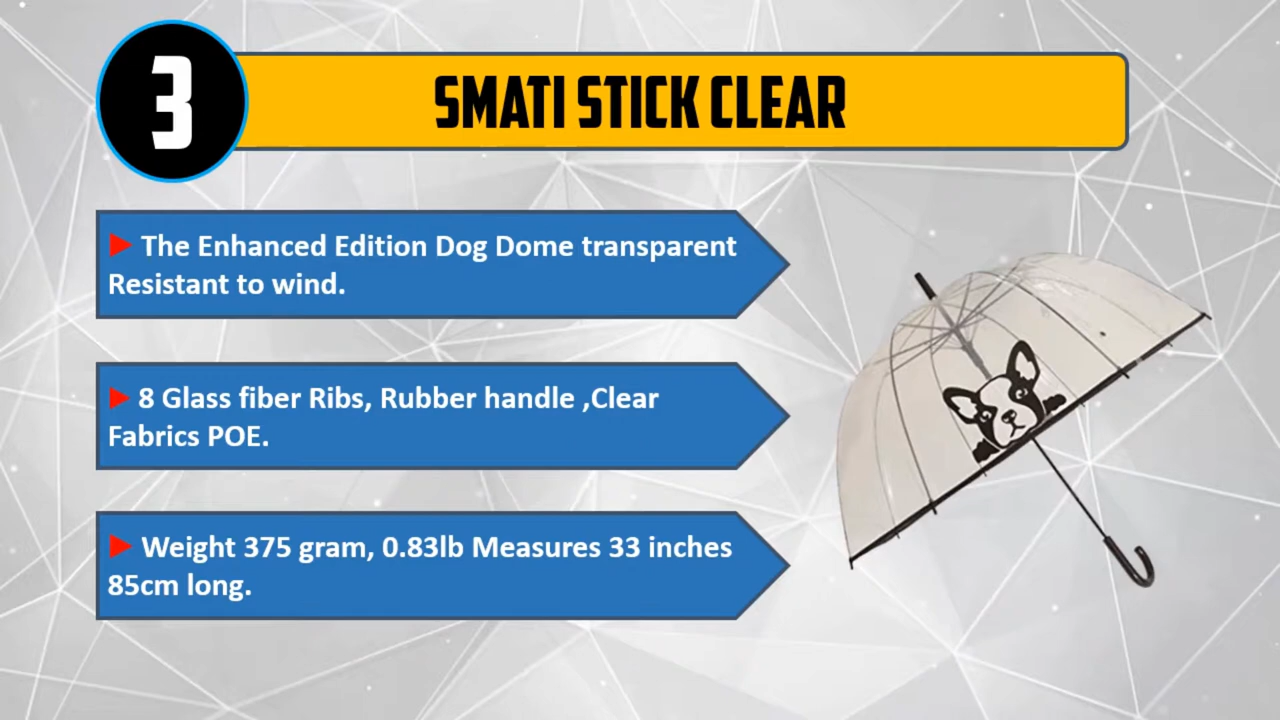 3
SMATI STICK CLEAR
► The Enhanced Edition Dog Dome transparent
Resistant to wind.
► 8 Glass fiber Ribs, Rubber handle ,Clear
Fabrics POE.
► Weight 375 gram, 0.83lb Measures 33 inches
85cm long.